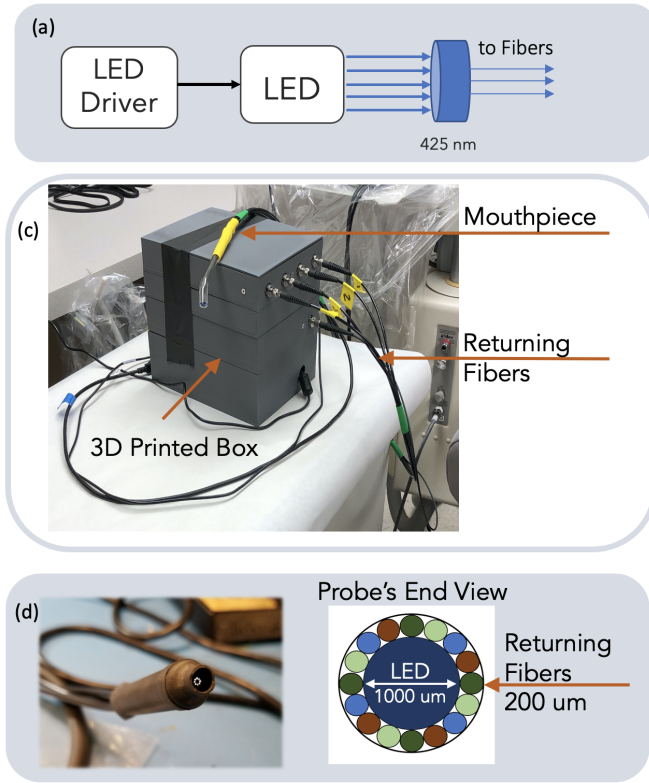 (a)
LED
Driver
LED
to Fibers
425 nm
(c)
Mouthpiece
Returning
Fibers
3D Printed Box
2
(d)
Probe's End View
LED
1000 um
Returning
Fibers
200 um